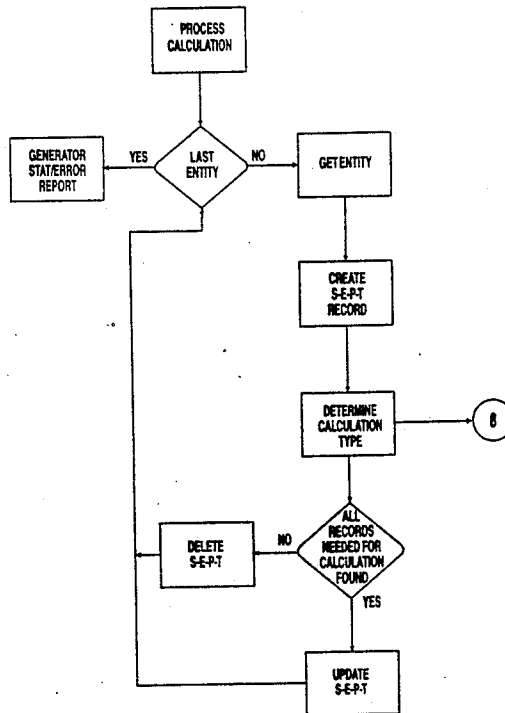 PROCESS
CALCULATION
LAST
ENTITY
YES
NO
GENERATOR
STAT/ERROR
REPORT
GET ENTITY
CREATE
S-E-P-T
RECORD
DETERMINE
CALCULATION
TYPE
6
ALL
RECORDS
NEEDED FOR
CALCULATION
FOUND
NO
DELETE
S-E-P-T
YES
UPDATE
S-E-P-T